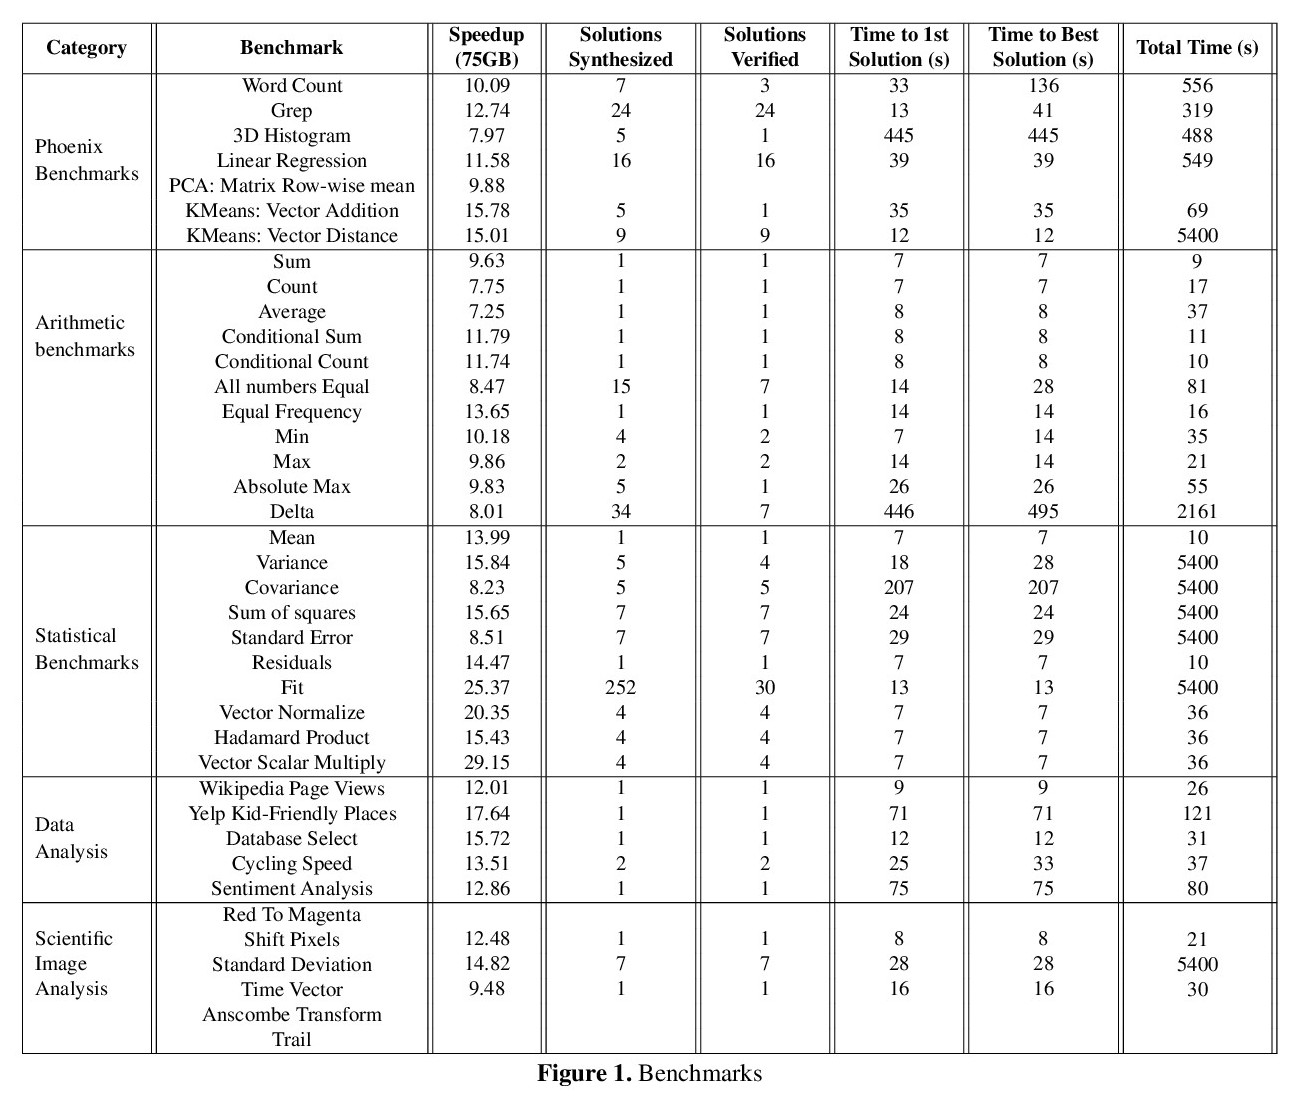 Category Benchmark Speedup (75GB) Solutions Synthesized Solutions Verified Time to 1st Solution (s) Time to Best Solution (s) Total Time (s)
Phoenix Benchmarks
Word Count 10.09 7 3 33 136 556
Grep 12.74 24 24 13 41 319
3D Histogram 7.97 5 1 445 445 488
Linear Regression 11.58 16 16 39 39 549
PCA: Matrix Row-wise mean 9.88
KMeans: Vector Addition 15.78 5 1 35 35 69
KMeans: Vector Distance 15.01 9 9 12 12 5400
Arithmetic benchmarks
Sum 9.63 1 1 7 7 9
Count 7.75 1 1 7 7 17
Average 7.25 1 1 8 8 37
Conditional Sum 11.79 1 1 8 8 11
Conditional Count 11.74 1 1 8 8 10
All numbers Equal 8.47 15 7 14 28 81
Equal Frequency 13.65 1 1 14 14 16
Min 10.18 4 2 7 14 35
Max 9.86 2 2 14 14 21
Absolute Max 9.83 5 1 26 26 55
Delta 8.01 34 7 446 495 2161
Statistical Benchmarks
Mean 13.99 1 1 7 7 10
Variance 15.84 5 4 18 28 5400
Covariance 8.23 5 5 207 207 5400
Sum of squares 15.65 7 7 24 24 5400
Standard Error 8.51 7 7 29 29 5400
Residuals 14.47 1 1 7 7 10
Fit 25.37 252 30 13 13 5400
Vector Normalize 20.35 4 4 7 7 36
Hadamard Product 15.43 4 4 7 7 36
Vector Scalar Multiply 29.15 4 4 7 7 36
Data Analysis
Wikipedia Page Views 12.01 1 1 9 9 26
Yelp Kid-Friendly Places 17.64 1 1 71 71 121
Database Select 15.72 1 1 12 12 31
Cycling Speed 13.51 2 2 25 33 37
Sentiment Analysis 12.86 1 1 75 75 80
Scientific Image Analysis
Red To Magenta
Shift Pixels 12.48 1 1 8 8 21
Standard Deviation 14.82 7 7 28 28 5400
Time Vector 9.48 1 1 16 16 30
Anscombe Transform
Trail
Figure 1. Benchmarks